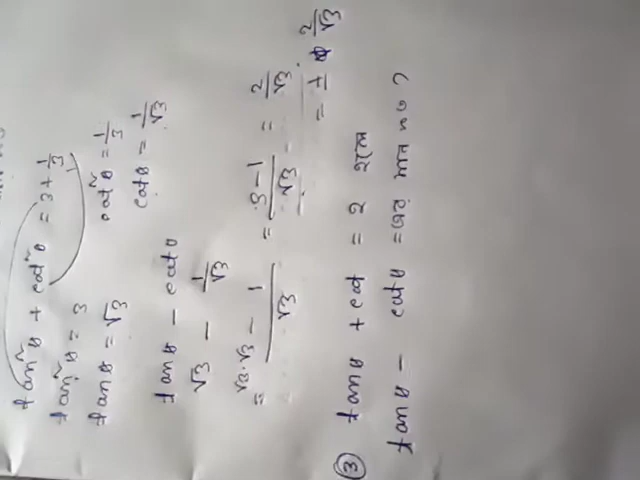 tan²θ + cot²θ = 3 + 1/3
tan²θ = 3 cot²θ = 1/3
tanθ = √3 cotθ = 1/√3
tanθ - cotθ
√3 - 1/√3
= (√3.√3 - 1)/√3 = (3-1)/√3 = 2/√3
= ± 2/√3
③ tanθ + cot = 2 হলে
tanθ - cotθ = এর মান কত ?